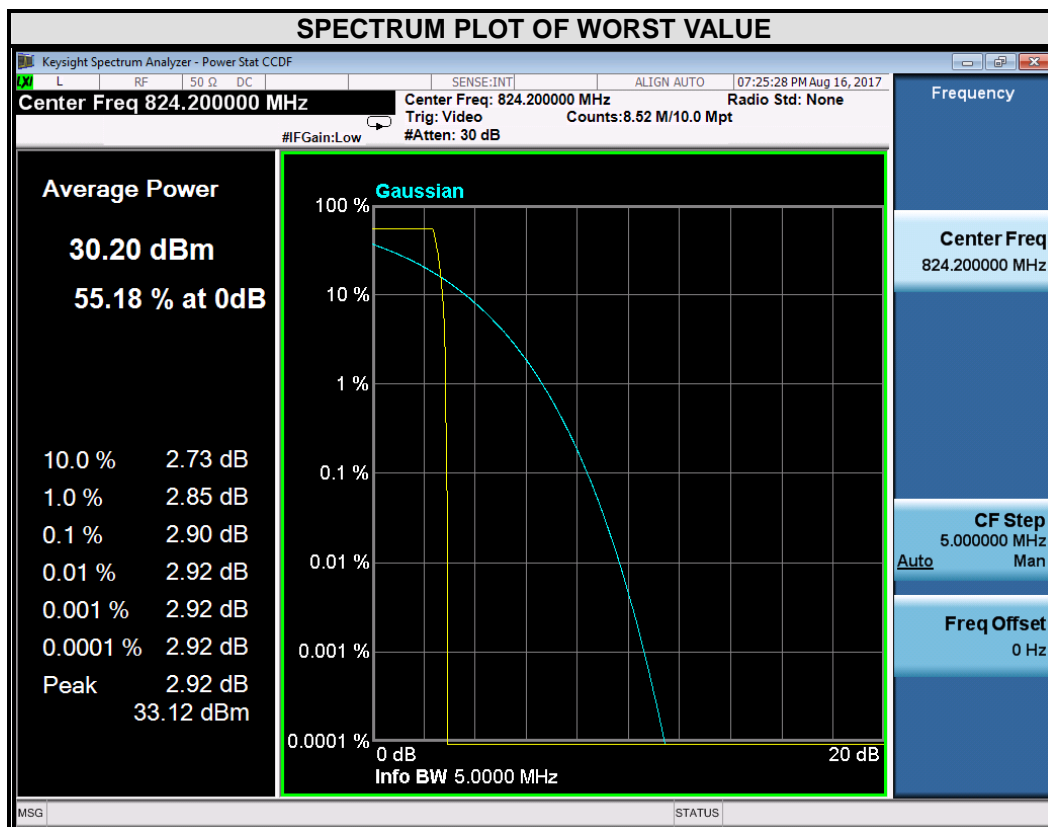 SPECTRUM PLOT OF WORST VALUE
Keysight Spectrum Analyzer - Power Stat CCDF
LXI L RF 50 Ω DC SENSE:INT ALIGN AUTO 07:25:28 PM Aug 16, 2017
Center Freq 824.200000 MHz
Center Freq: 824.200000 MHz Radio Std: None
Trig: Video Counts:8.52 M/10.0 Mpt
#IFGain:Low #Atten: 30 dB
Frequency
Average Power
30.20 dBm
55.18 % at 0dB
10.0 % 2.73 dB
1.0 % 2.85 dB
0.1 % 2.90 dB
0.01 % 2.92 dB
0.001 % 2.92 dB
0.0001 % 2.92 dB
Peak 2.92 dB
33.12 dBm
Gaussian
100 %
10 %
1 %
0.1 %
0.01 %
0.001 %
0.0001 %
0 dB 20 dB
Info BW 5.0000 MHz
Center Freq
824.200000 MHz
CF Step
5.000000 MHz
Auto Man
Freq Offset
0 Hz
MSG STATUS